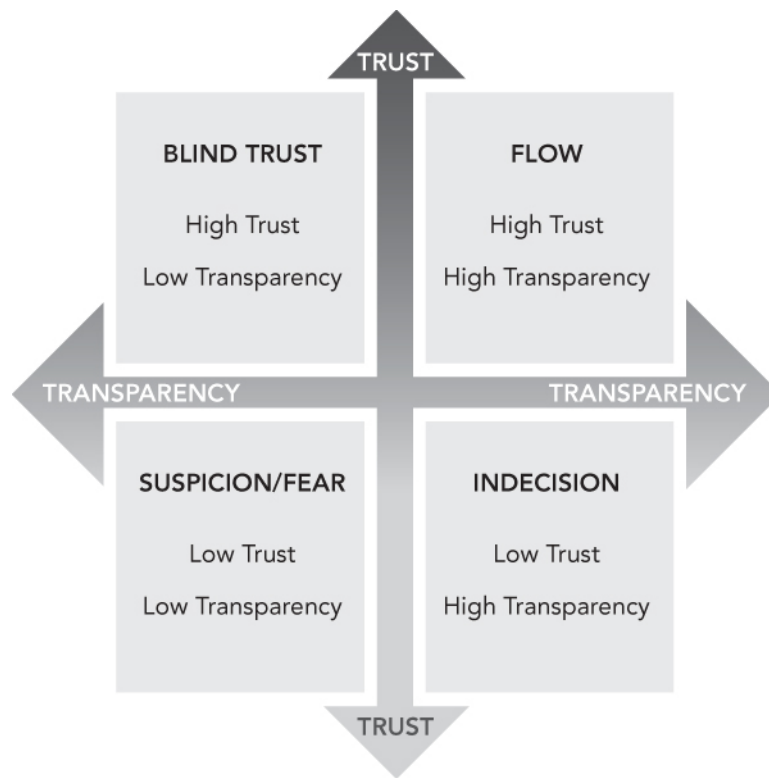 TRUST
BLIND TRUST
High Trust
Low Transparency
FLOW
High Trust
High Transparency
TRANSPARENCY
TRANSPARENCY
SUSPICION/FEAR
Low Trust
Low Transparency
INDECISION
Low Trust
High Transparency
TRUST